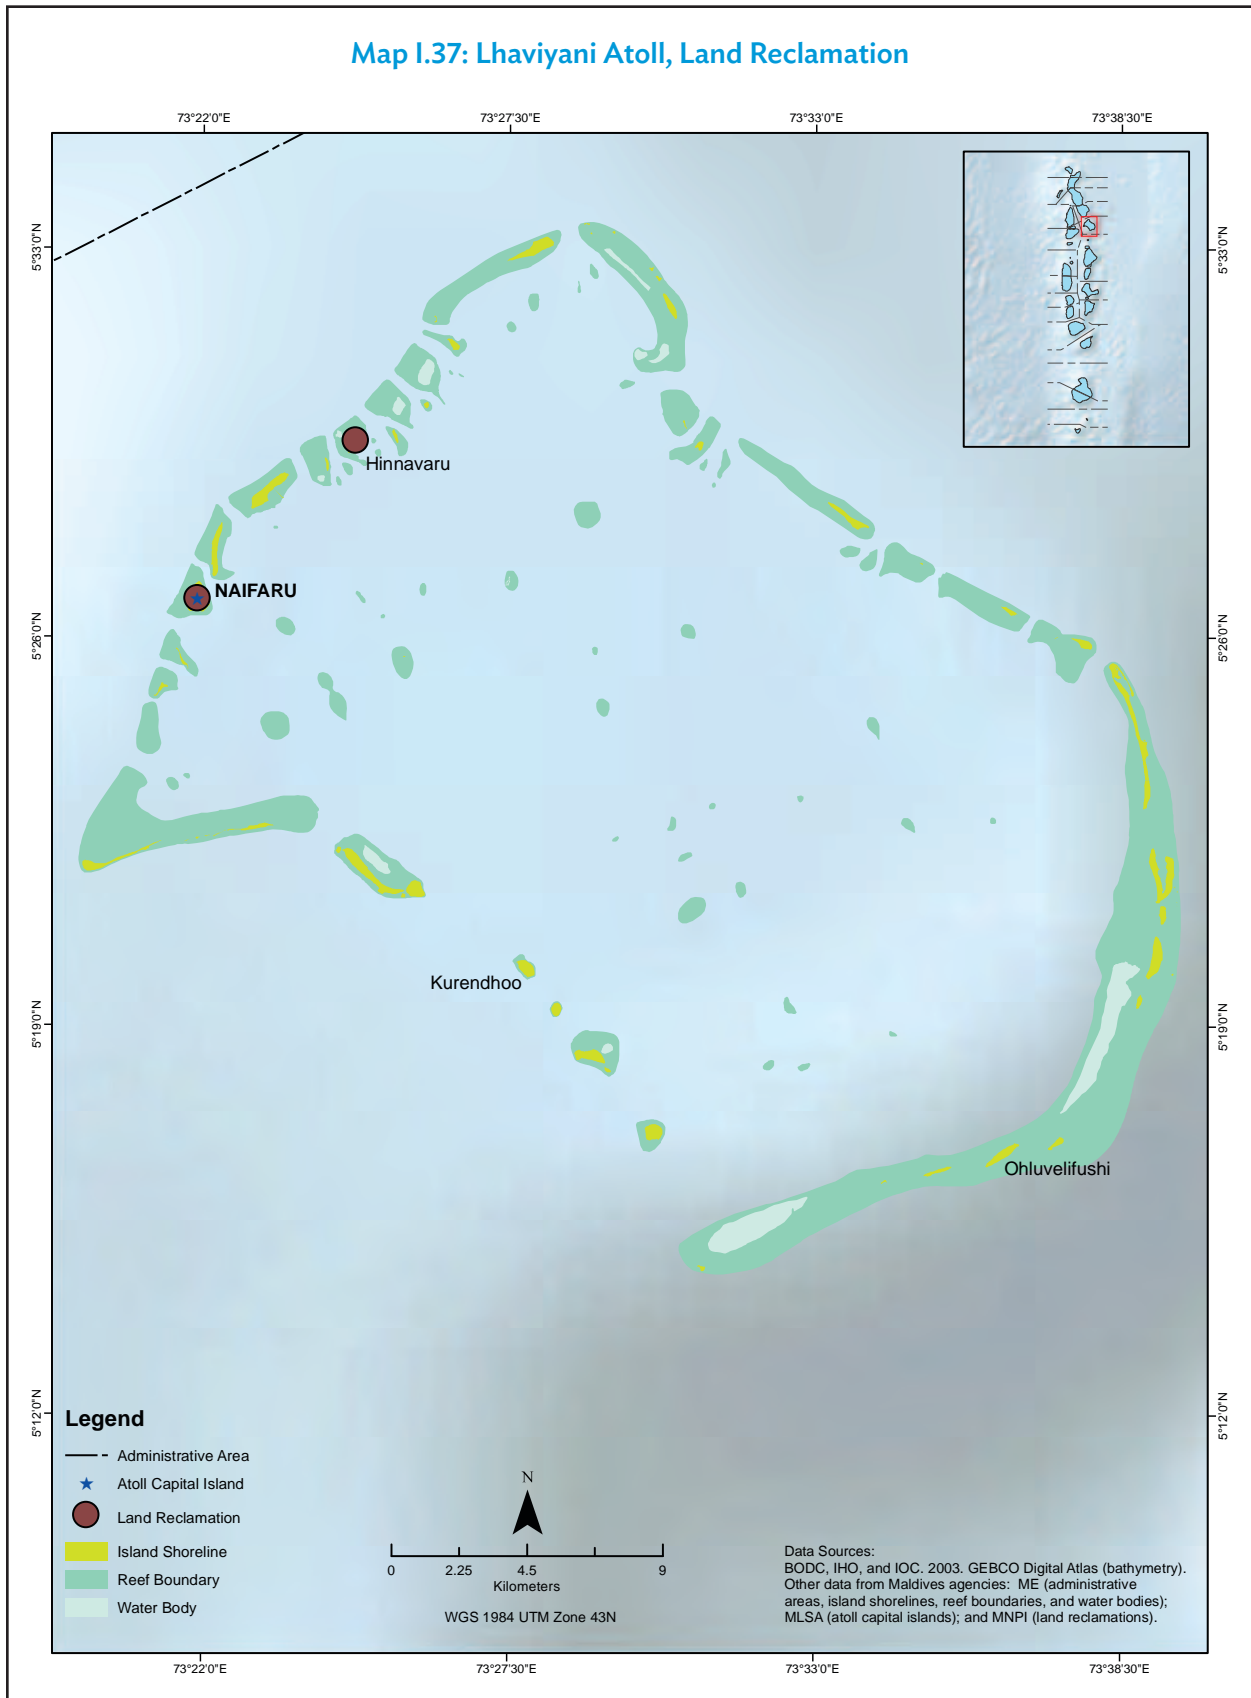 Map I.37: Lhaviyani Atoll, Land Reclamation
73°22'0"E
73°27'30"E
73°33'0"E
73°38'30"E
5°33'0"N
5°33'0"N
Hinnavaru
NAIFARU
5°26'0"N
5°26'0"N
Kurendhoo
5°19'0"N
5°19'0"N
Ohluvelifushi
5°12'0"N
5°12'0"N
Legend
Administrative Area
Atoll Capital Island
Land Reclamation
Island Shoreline
Reef Boundary
Water Body
N
0 2.25 4.5 9
Kilometers
WGS 1984 UTM Zone 43N
Data Sources:
BODC, IHO, and IOC. 2003. GEBCO Digital Atlas (bathymetry).
Other data from Maldives agencies: ME (administrative
areas, island shorelines, reef boundaries, and water bodies);
MLSA (atoll capital islands); and MNPI (land reclamations).
73°22'0"E
73°27'30"E
73°33'0"E
73°38'30"E